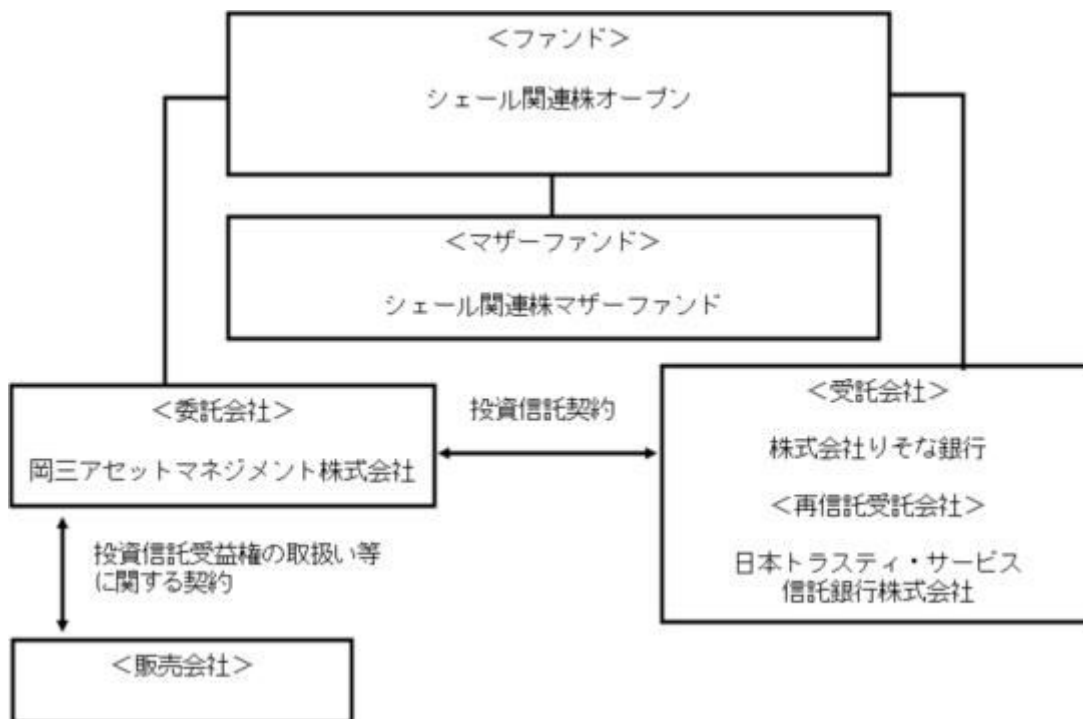 <ファンド>
シェール関連株オープン
<マザーファンド>
シェール関連株マザーファンド
<委託会社>
岡三アセットマネジメント株式会社
投資信託契約
<受託会社>
株式会社りそな銀行
<再信託受託会社>
日本トラスティ・サービス
信託銀行株式会社
投資信託受益権の取扱い等
に関する契約
<販売会社>